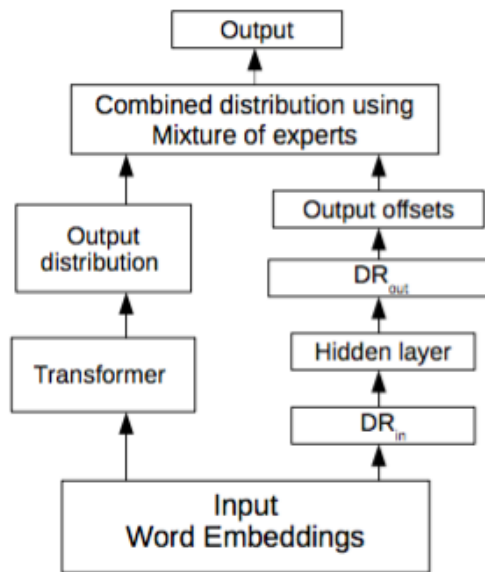 Output
Combined distribution using
Mixture of experts
Output
distribution
Output offsets
DRout
Transformer
Hidden layer
DRin
Input
Word Embeddings